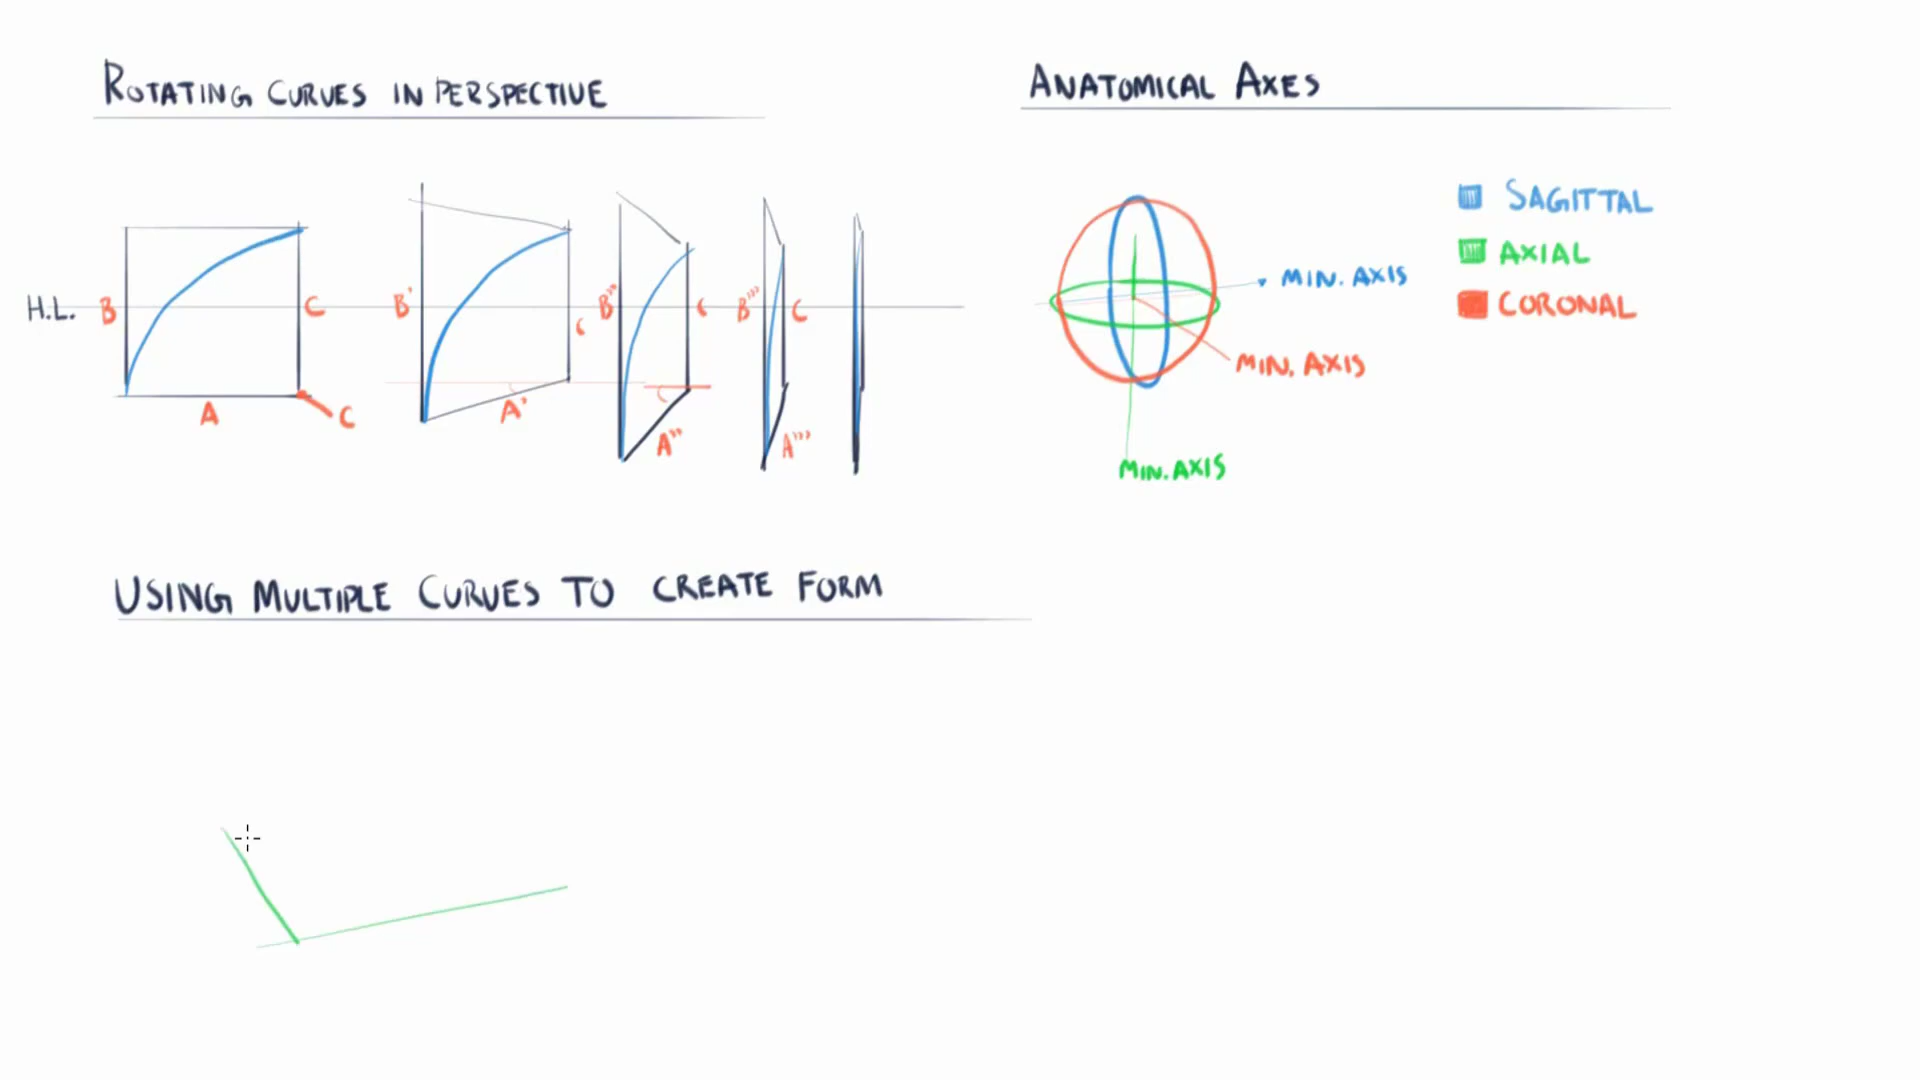 ROTATING CURVES IN PERSPECTIVE
ANATOMICAL AXES
SAGITTAL
AXIAL
CORONAL
MIN. AXIS
MIN. AXIS
MIN. AXIS
H.L.
B
C
A
C
B'
C
A'
B''
C
A''
B'''
C
A'''
USING MULTIPLE CURVES TO CREATE FORM